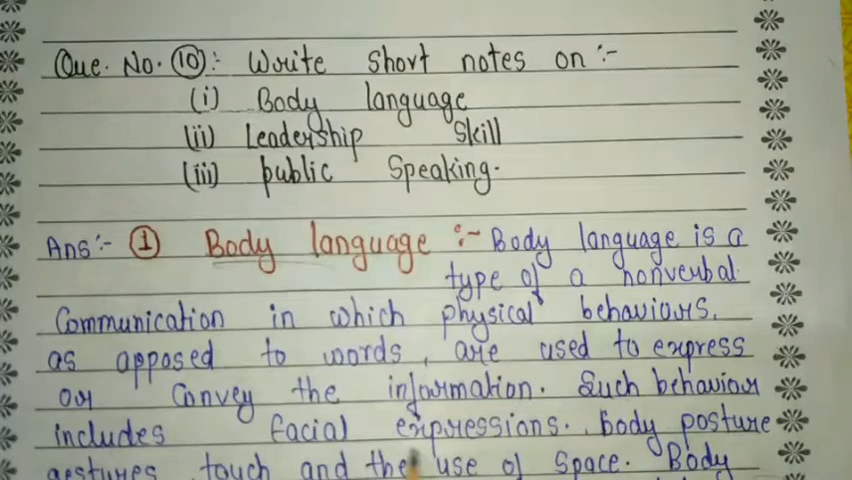 Que. No. 10:- Write short notes on :-
(i) Body language
(ii) Leadership Skill
(iii) public Speaking.
Ans:- 1 Body language :- Body language is a
type of a nonverbal
Communication in which physical behaviours.
as apposed to words, are used to express
or Convey the information. Such behaviour
includes facial expressions. Body posture
gestures, touch and the use of Space. Body